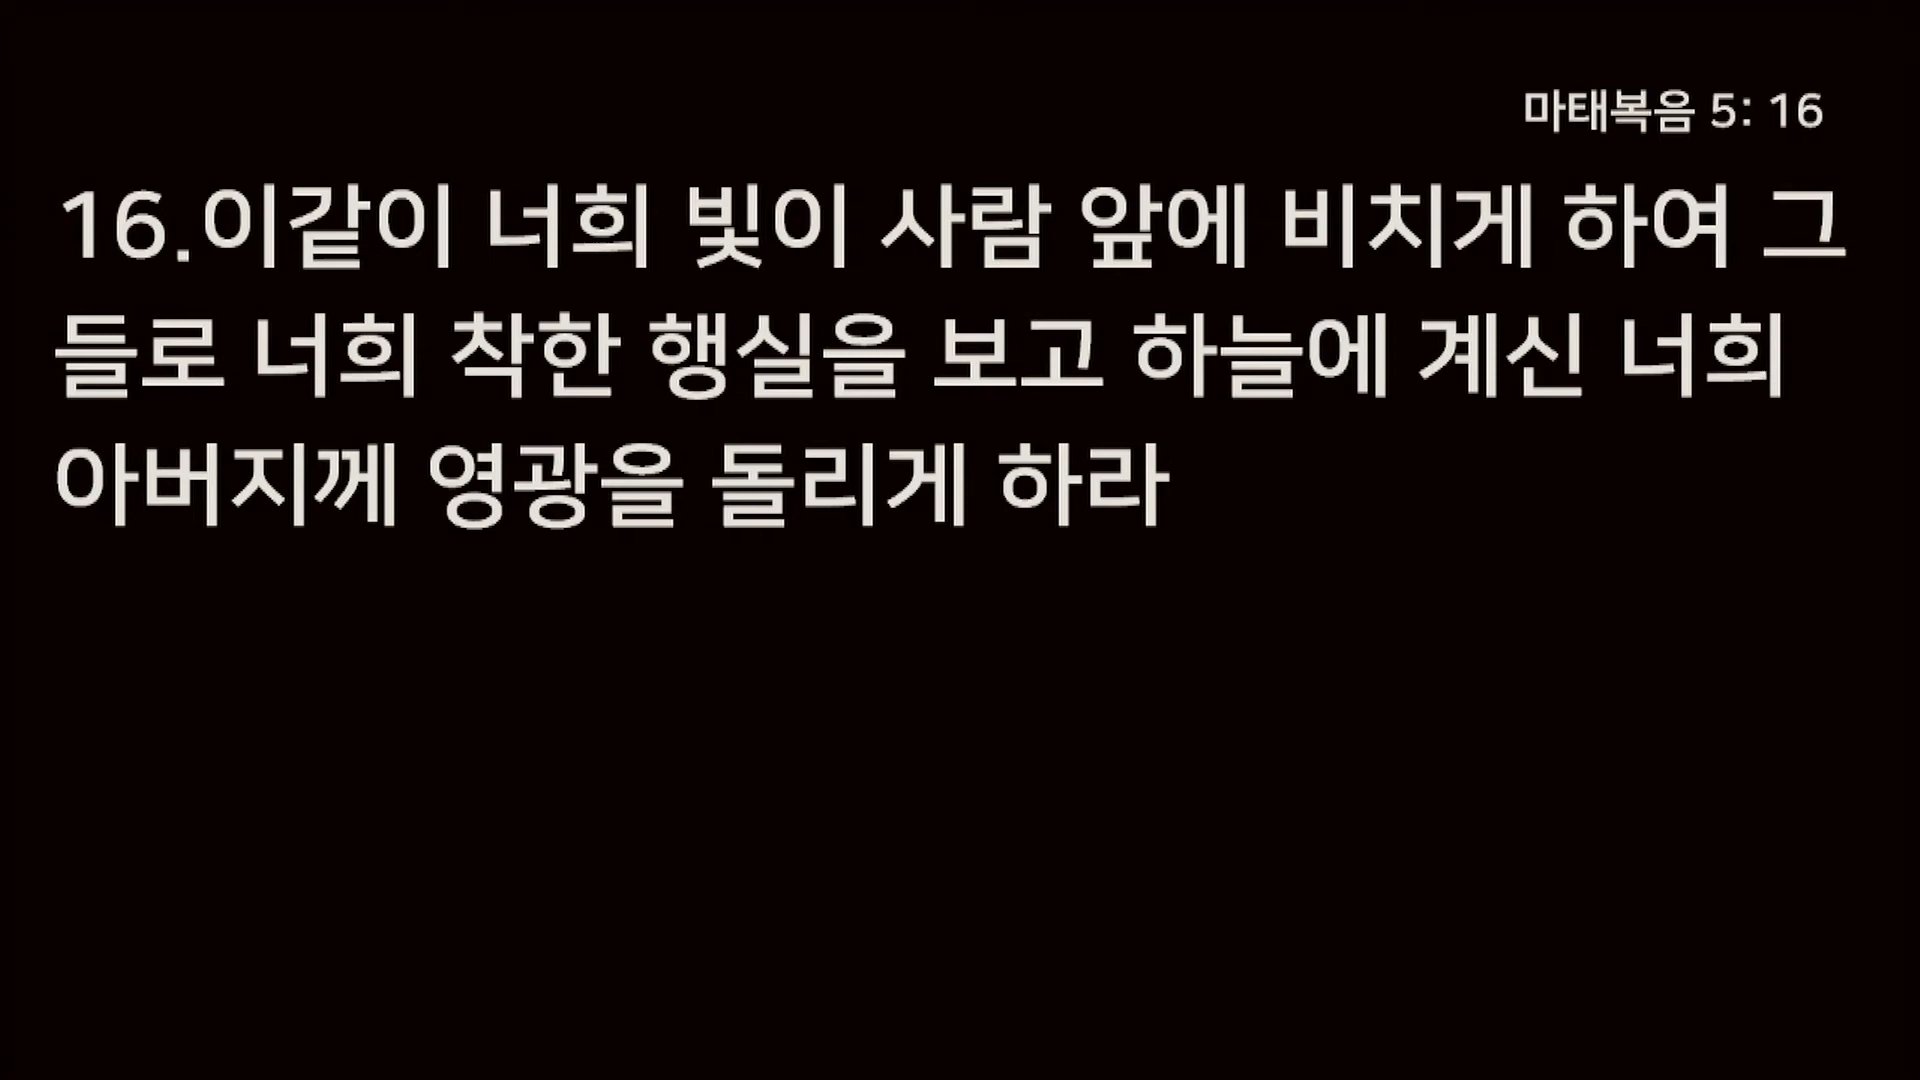 마태복음 5: 16
16.이같이 너희 빛이 사람 앞에 비치게 하여 그
들로 너희 착한 행실을 보고 하늘에 계신 너희
아버지께 영광을 돌리게 하라